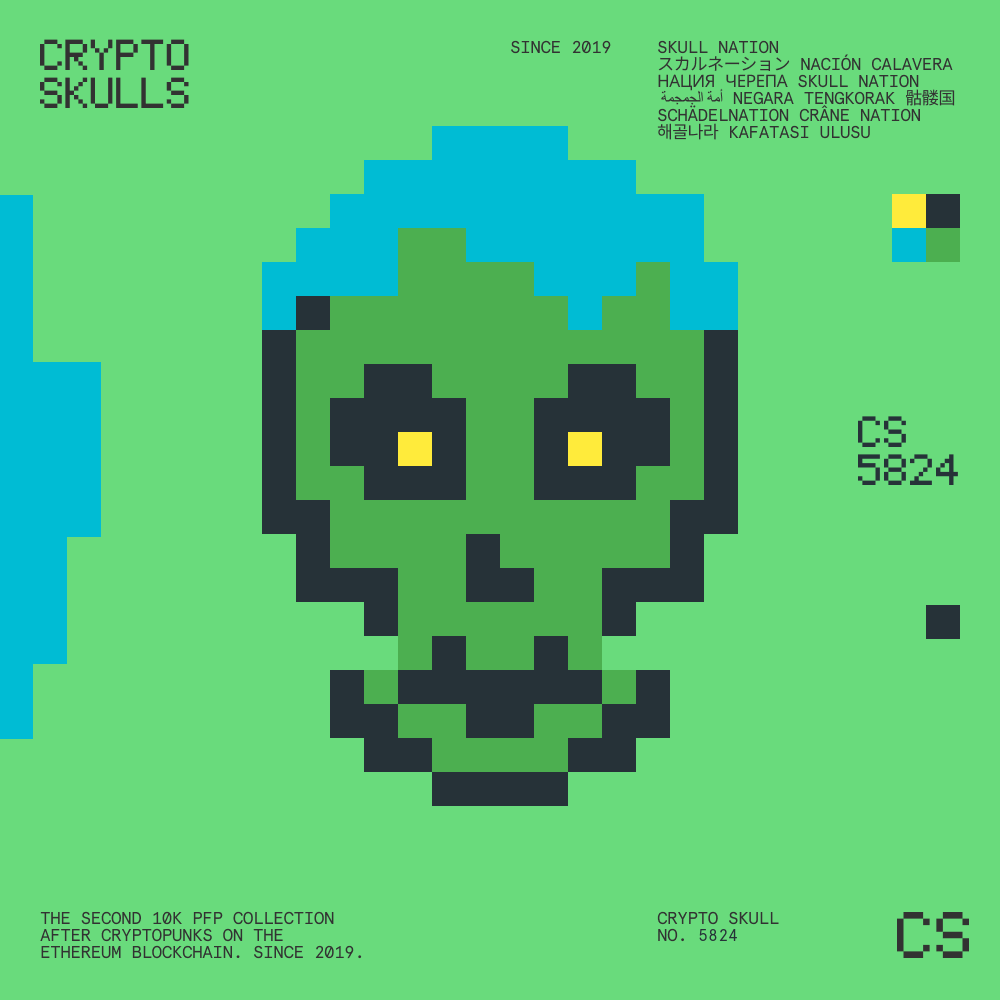 CRYPTO
SKULLS
SINCE 2019
SKULL NATION
スカルネーション NACIÓN CALAVERA
НАЦИЯ ЧЕРЕПА SKULL NATION
أمة الجمجمة NEGARA TENGKORAK 骷髅国
SCHÄDELNATION CRÂNE NATION
해골나라 KAFATASI ULUSU
CS
5824
THE SECOND 10K PFP COLLECTION
AFTER CRYPTOPUNKS ON THE
ETHEREUM BLOCKCHAIN. SINCE 2019.
CRYPTO SKULL
NO. 5824
CS